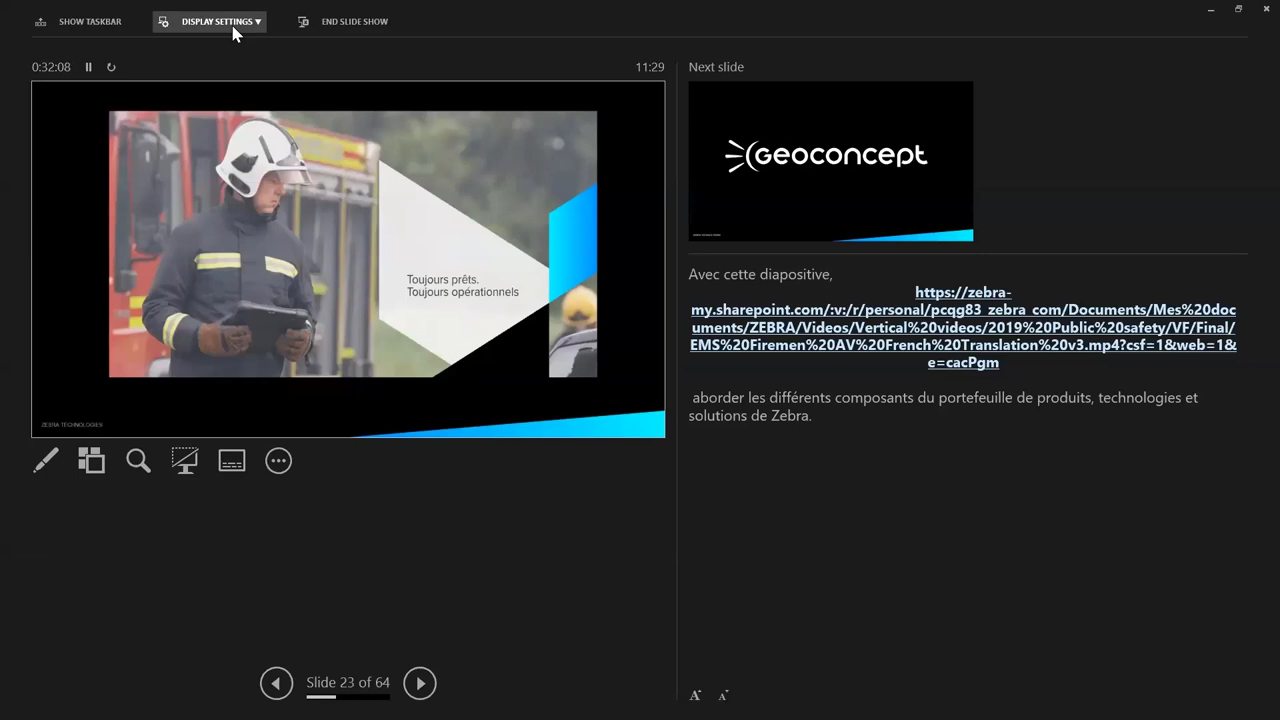 SHOW TASKBAR
DISPLAY SETTINGS ▾
END SLIDE SHOW
0:32:08
11:29
Toujours prêts.
Toujours opérationnels
ZEBRA TECHNOLOGIES
Slide 23 of 64
Next slide
GEOCONCEPT
ZEBRA TECHNOLOGIES
Avec cette diapositive,
https://zebra-
my.sharepoint.com/:v:/r/personal/pcqg83_zebra_com/Documents/Mes%20doc
uments/ZEBRA/Videos/Vertical%20videos/2019%20Public%20safety/VF/Final/
EMS%20Firemen%20AV%20French%20Translation%20v3.mp4?csf=1&web=1&
e=cacPgm
aborder les différents composants du portefeuille de produits, technologies et
solutions de Zebra.
A A